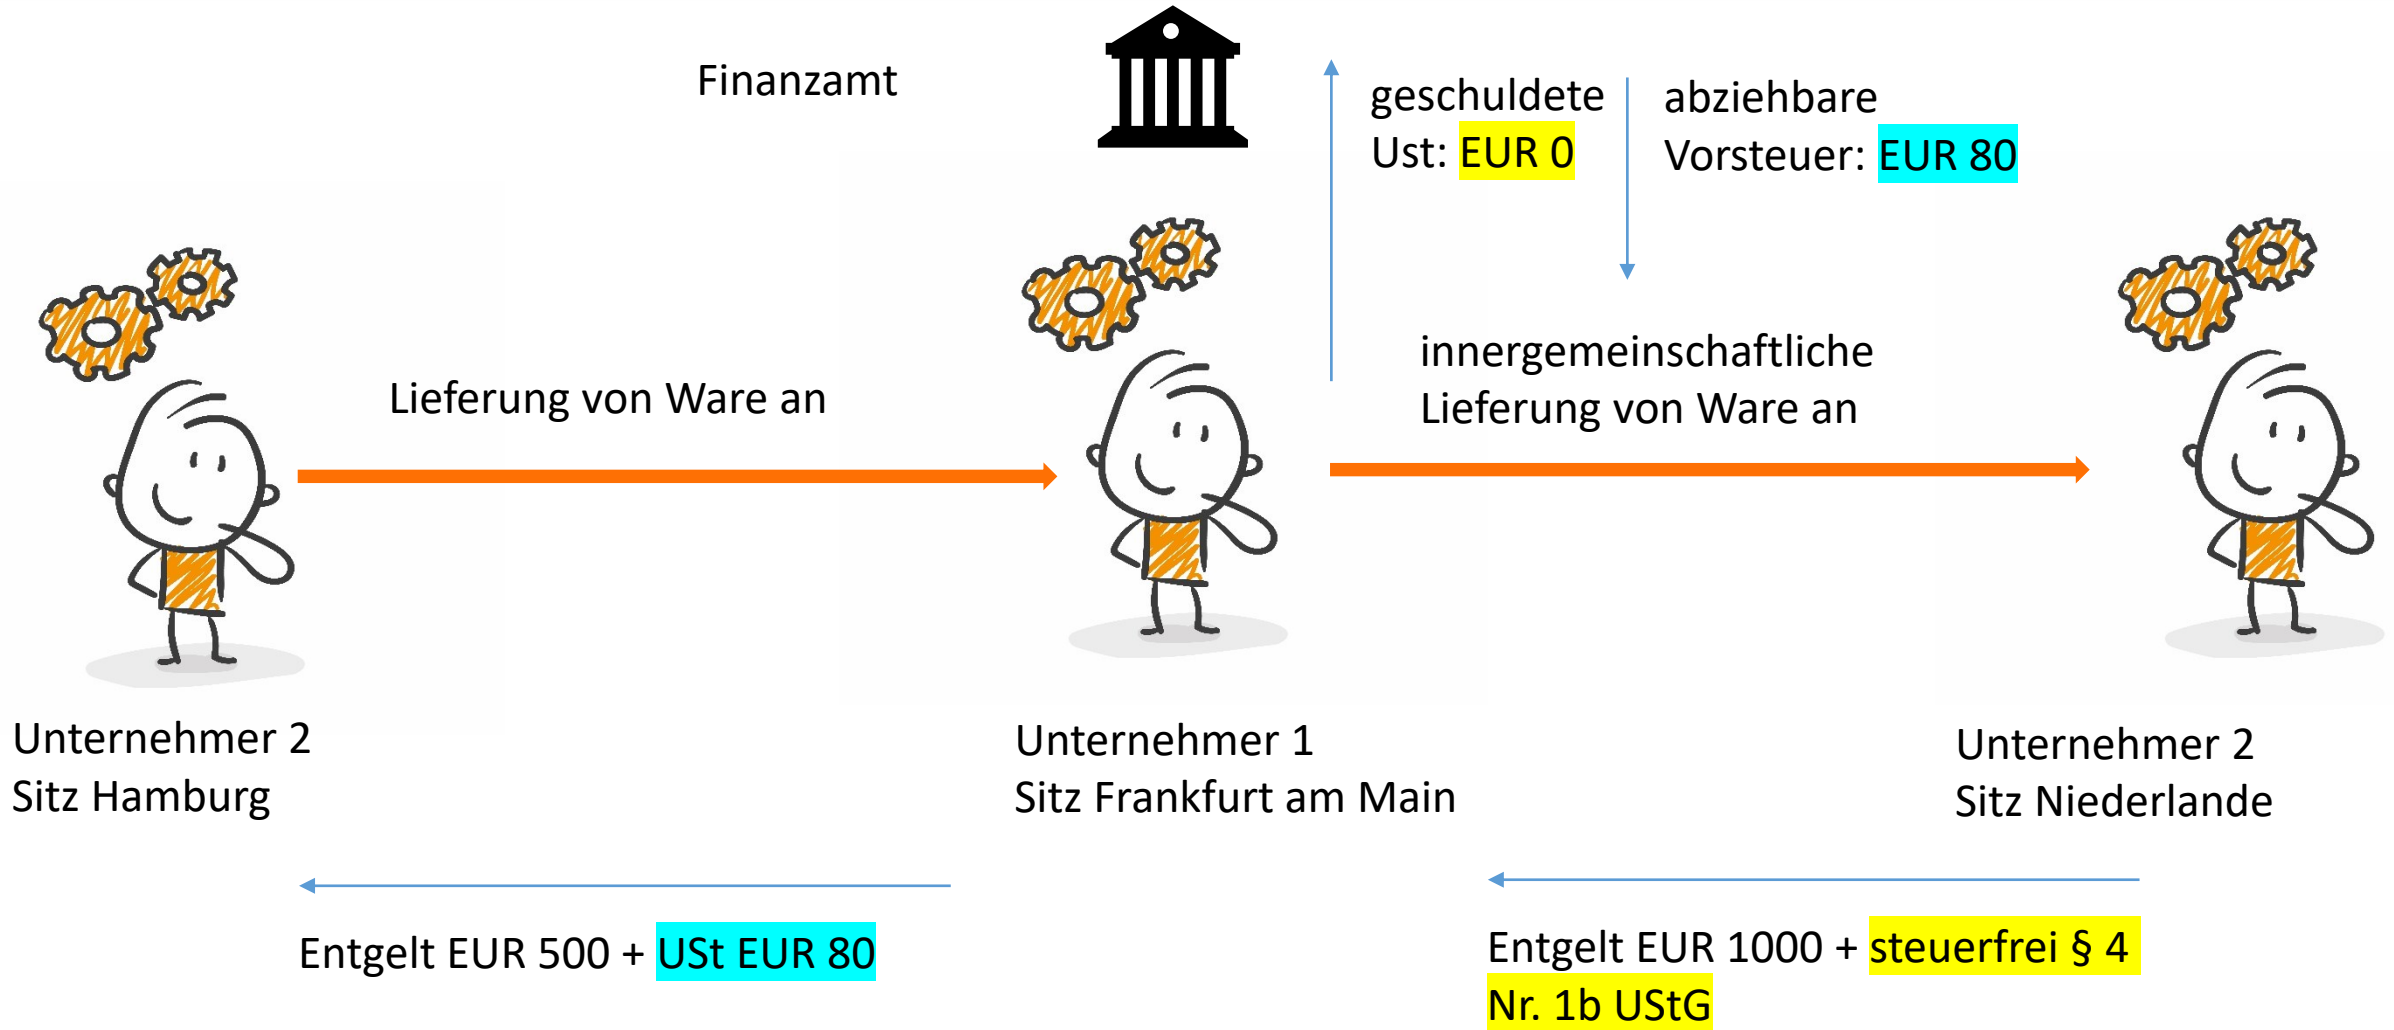 Finanzamt
geschuldete
Ust: EUR 0
abziehbare
Vorsteuer: EUR 80
Lieferung von Ware an
innergemeinschaftliche
Lieferung von Ware an
Unternehmer 2
Sitz Hamburg
Unternehmer 1
Sitz Frankfurt am Main
Unternehmer 2
Sitz Niederlande
Entgelt EUR 500 + USt EUR 80
Entgelt EUR 1000 + steuerfrei § 4
Nr. 1b UStG